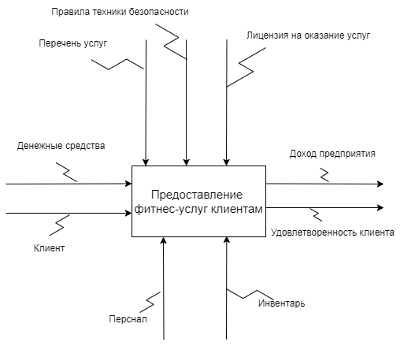 Правила техники безопасности
Перечень услуг
Лицензия на оказание услуг
Денежные средства
Доход предприятия
Предоставление
фитнес-услуг клиентам
Удовлетворенность клиента
Клиент
Инвентарь
Перснал